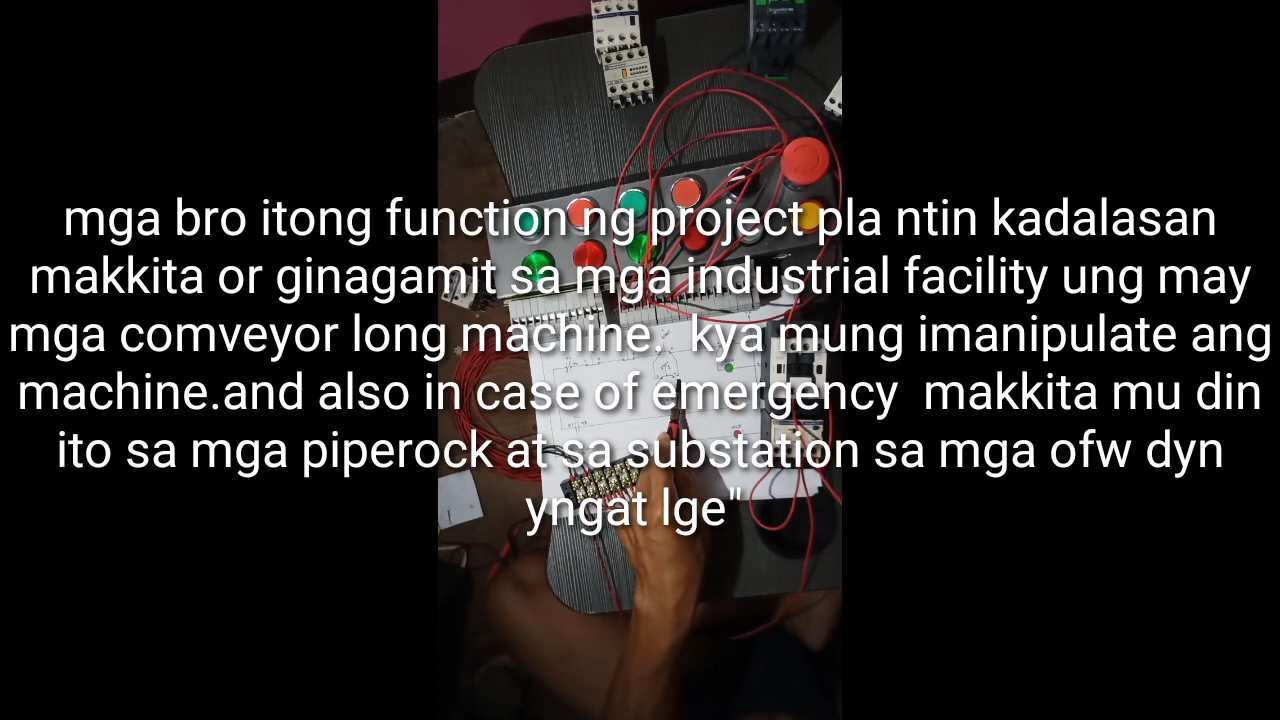 mga bro itong function ng project pla ntin kadalasan
makkita or ginagamit sa mga industrial facility ung may
mga comveyor long machine.  kya mung imanipulate ang
machine.and also in case of emergency  makkita mu din
ito sa mga piperock at sa substation sa mga ofw dyn
yngat lge"